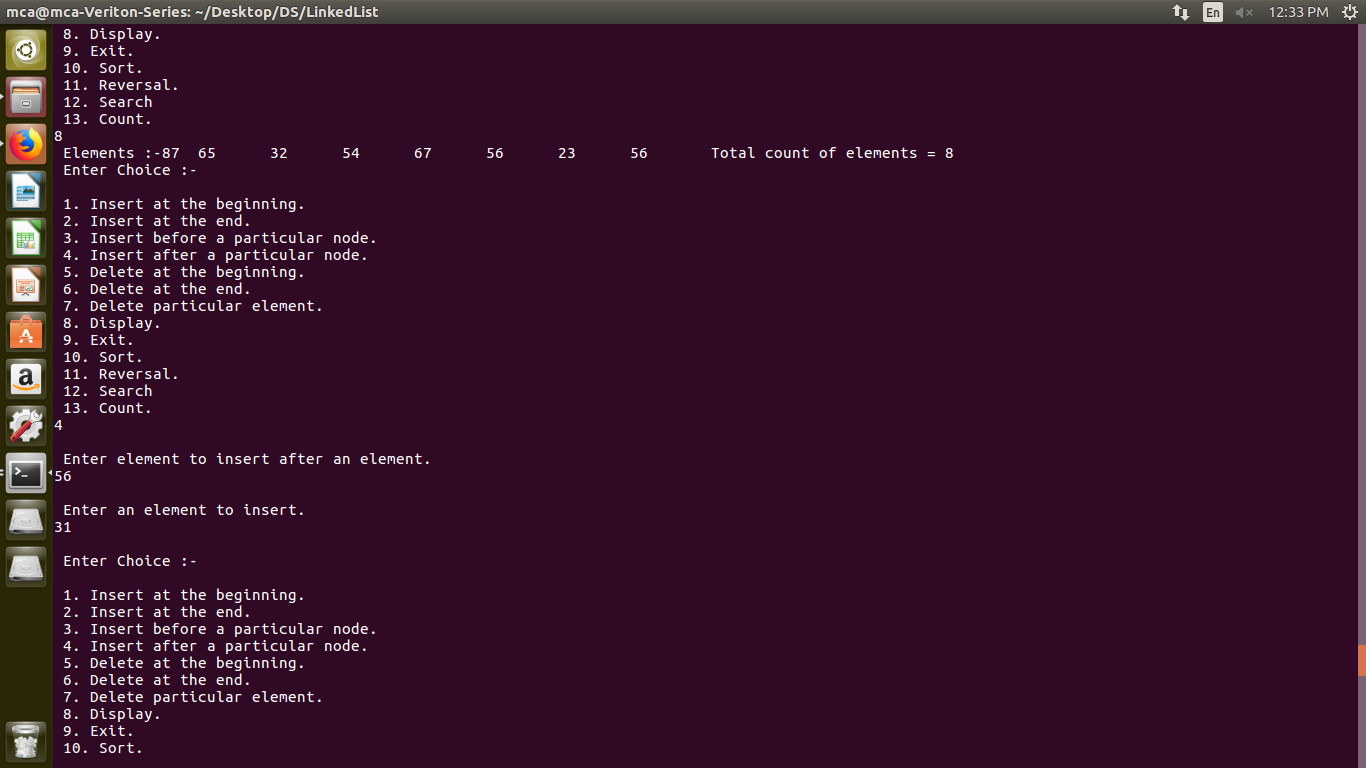 mca@mca-Veriton-Series: ~/Desktop/DS/LinkedList En 12:33 PM
8. Display.
9. Exit.
10. Sort.
11. Reversal.
12. Search
13. Count.
8
Elements :-87 65 32 54 67 56 23 56 Total count of elements = 8
Enter Choice :-
1. Insert at the beginning.
2. Insert at the end.
3. Insert before a particular node.
4. Insert after a particular node.
5. Delete at the beginning.
6. Delete at the end.
7. Delete particular element.
8. Display.
9. Exit.
10. Sort.
11. Reversal.
12. Search
13. Count.
4
Enter element to insert after an element.
56
Enter an element to insert.
31
Enter Choice :-
1. Insert at the beginning.
2. Insert at the end.
3. Insert before a particular node.
4. Insert after a particular node.
5. Delete at the beginning.
6. Delete at the end.
7. Delete particular element.
8. Display.
9. Exit.
10. Sort.